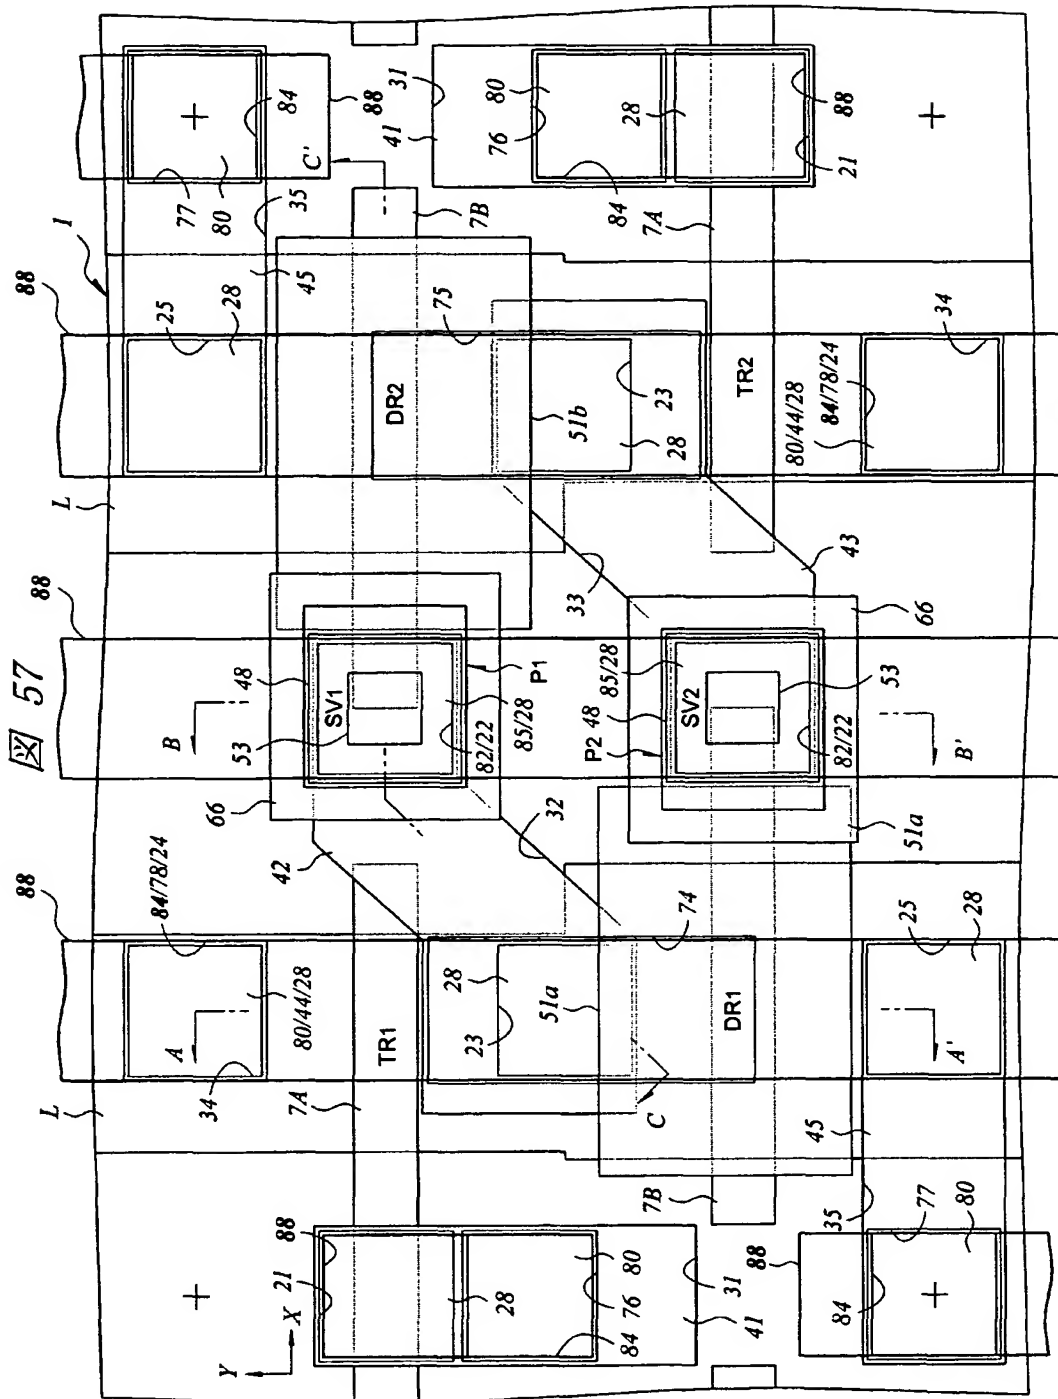 図 57
88
88
88
L
L
1
84/78/24
25
A
B
77
34
66
28
80
Y
53
48
42
21
88
X
7A
80/44/28
45
35
84
C'
SV1
88
TR1
DR2
41
31
28
23
28
75
7B
82/22
80
85/28
76
P1
51a
32
51b
33
84
P2
48
85/28
84
76
80
28
23
28
C
7B
7A
74
SV2
31
DR1
41
TR2
88
82/22
45
80/44/28
84/78/24
35
84
43
21
88
53
51a
25
77
66
34
80
28
A'
B'